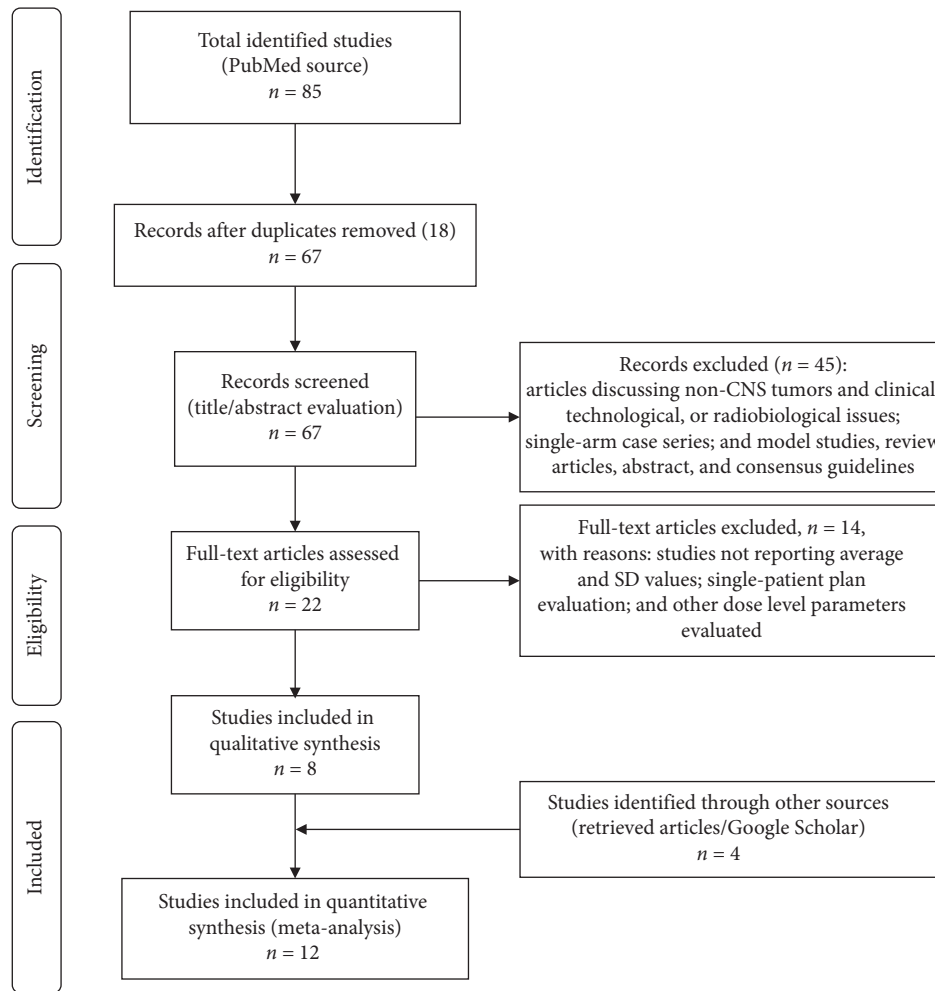 Identification
Total identified studies
(PubMed source)
n = 85
Records after duplicates removed (18)
n = 67
Screening
Records screened
(title/abstract evaluation)
n = 67
Records excluded (n = 45):
articles discussing non-CNS tumors and clinical
technological, or radiobiological issues;
single-arm case series; and model studies, review
articles, abstract, and consensus guidelines
Eligibility
Full-text articles assessed
for eligibility
n = 22
Full-text articles excluded, n = 14,
with reasons: studies not reporting average
and SD values; single-patient plan
evaluation; and other dose level parameters
evaluated
Included
Studies included in
qualitative synthesis
n = 8
Studies identified through other sources
(retrieved articles/Google Scholar)
n = 4
Studies included in quantitative
synthesis (meta-analysis)
n = 12